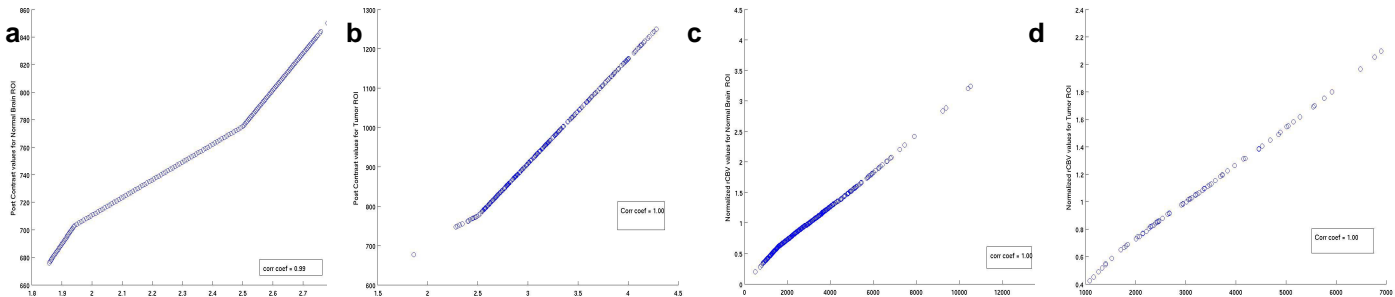 a
Post Contrast values for Normal Brain ROI
860
840
820
800
780
760
740
720
700
680
660
1.8 1.9 2 2.1 2.2 2.3 2.4 2.5 2.6 2.7
corr coef = 0.99
b
Post Contrast values for Tumor ROI
1300
1200
1100
1000
900
800
700
600
1.5 2 2.5 3 3.5 4 4.5
Corr coef = 1.00
c
Normalized rCBV values for Normal Brain ROI
4.5
4
3.5
3
2.5
2
1.5
1
0.5
0
0 2000 4000 6000 8000 10000 12000
corr coef = 1.00
d
Normalized rCBV values for Tumor ROI
2.4
2.2
2
1.8
1.6
1.4
1.2
1
0.8
0.6
0.4
1000 2000 3000 4000 5000 6000 7000
Corr coef = 1.00